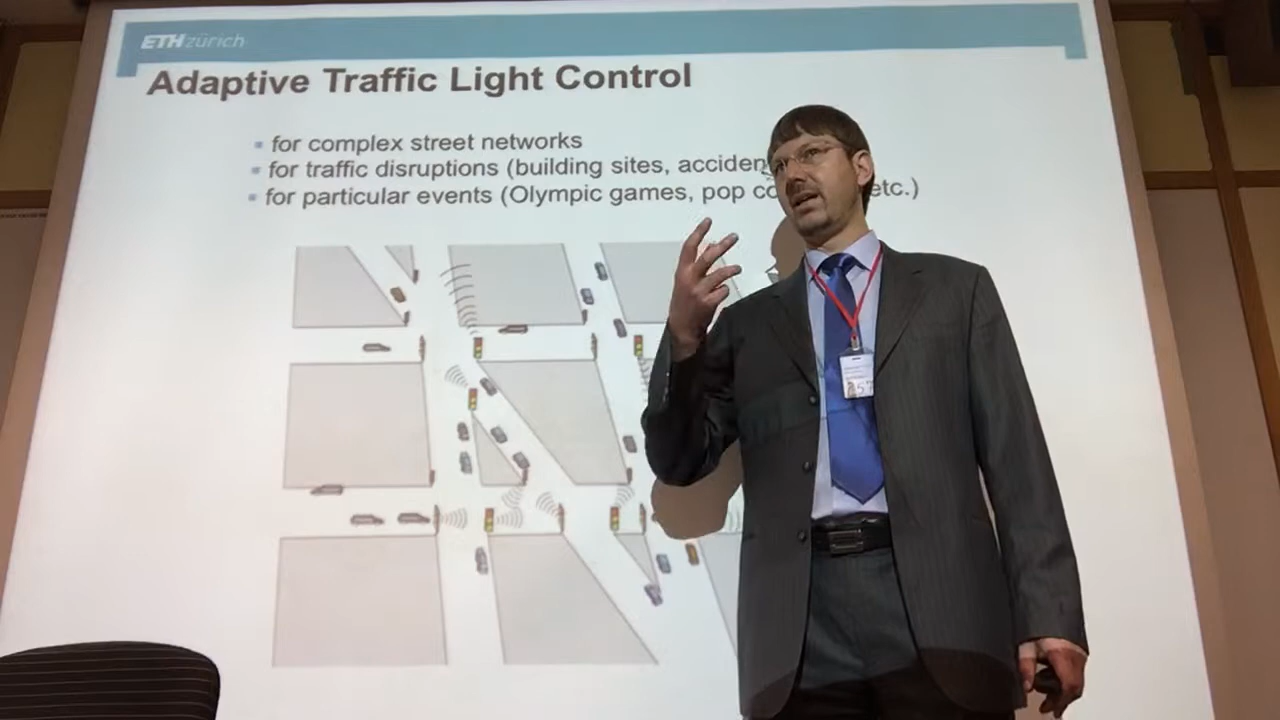 ETH zürich
Adaptive Traffic Light Control
for complex street networks
for traffic disruptions (building sites,
for particular events (Olympic games, pop etc.)
57